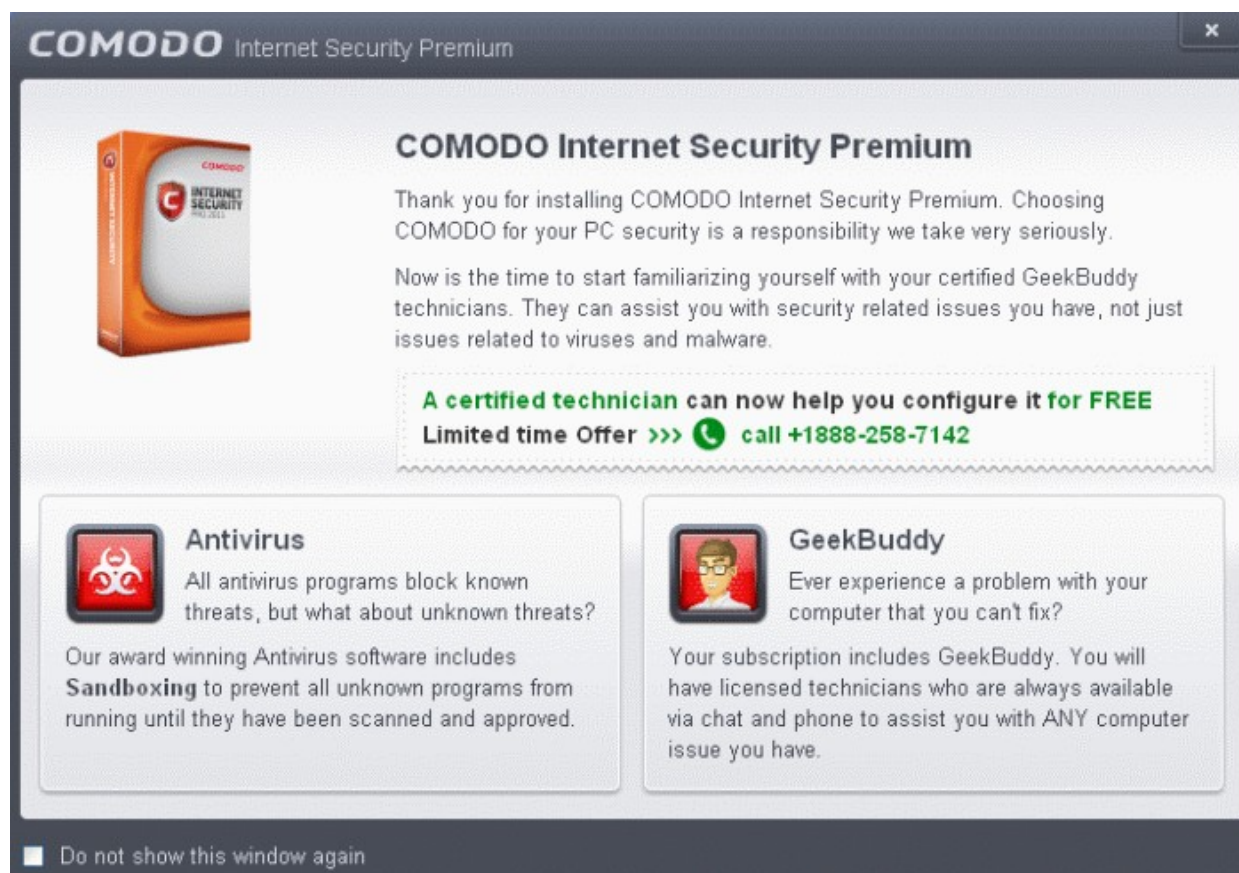 COMODO Internet Security Premium
COMODO
INTERNET
SECURITY
PRO 2011
COMODO Internet Security Premium
Thank you for installing COMODO Internet Security Premium. Choosing
COMODO for your PC security is a responsibility we take very seriously.
Now is the time to start familiarizing yourself with your certified GeekBuddy
technicians. They can assist you with security related issues you have, not just
issues related to viruses and malware.
A certified technician can now help you configure it for FREE
Limited time Offer >>> call +1888-258-7142
Antivirus
All antivirus programs block known
threats, but what about unknown threats?
Our award winning Antivirus software includes
Sandboxing to prevent all unknown programs from
running until they have been scanned and approved.
GeekBuddy
Ever experience a problem with your
computer that you can't fix?
Your subscription includes GeekBuddy. You will
have licensed technicians who are always available
via chat and phone to assist you with ANY computer
issue you have.
Do not show this window again